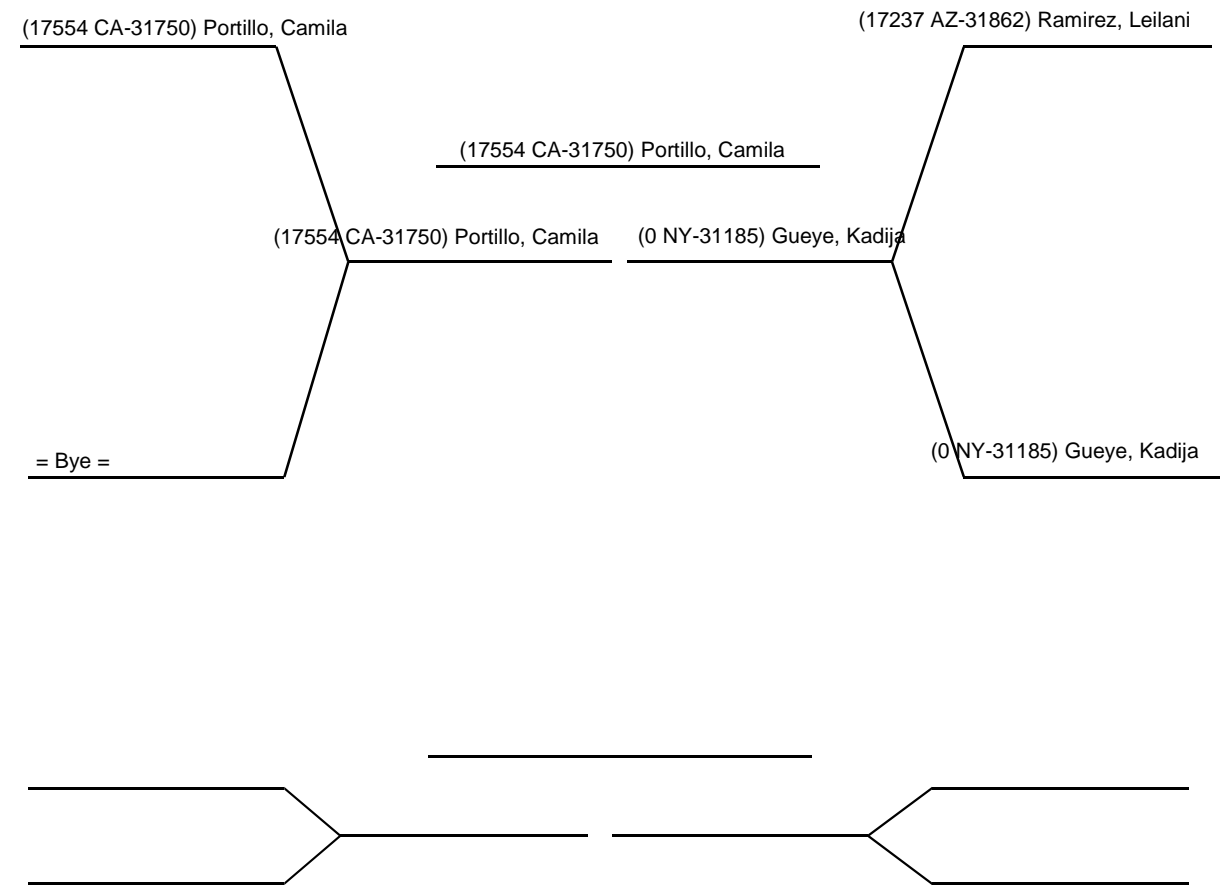 (17554 CA-31750) Portillo, Camila
(17237 AZ-31862) Ramirez, Leilani
(17554 CA-31750) Portillo, Camila
(17554 CA-31750) Portillo, Camila
(0 NY-31185) Gueye, Kadija
= Bye =
(0 NY-31185) Gueye, Kadija